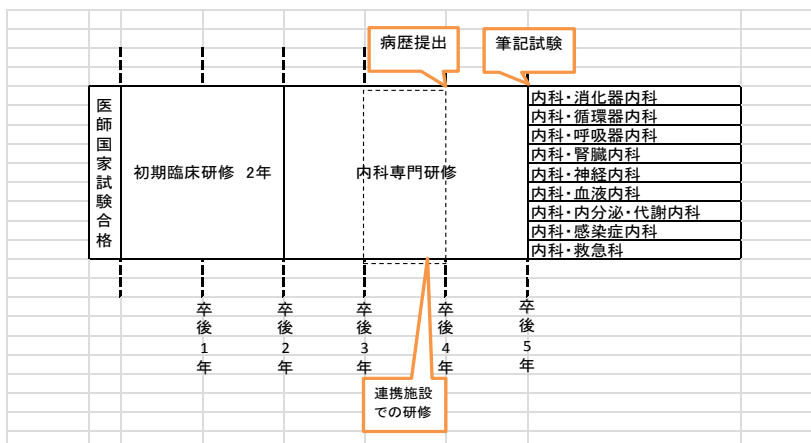 病歴提出
筆記試験
医師国家試験合格
初期臨床研修 2年
内科専門研修
内科・消化器内科
内科・循環器内科
内科・呼吸器内科
内科・腎臓内科
内科・神経内科
内科・血液内科
内科・内分泌・代謝内科
内科・感染症内科
内科・救急科
卒後1年
卒後2年
卒後3年
卒後4年
卒後5年
連携施設
での研修